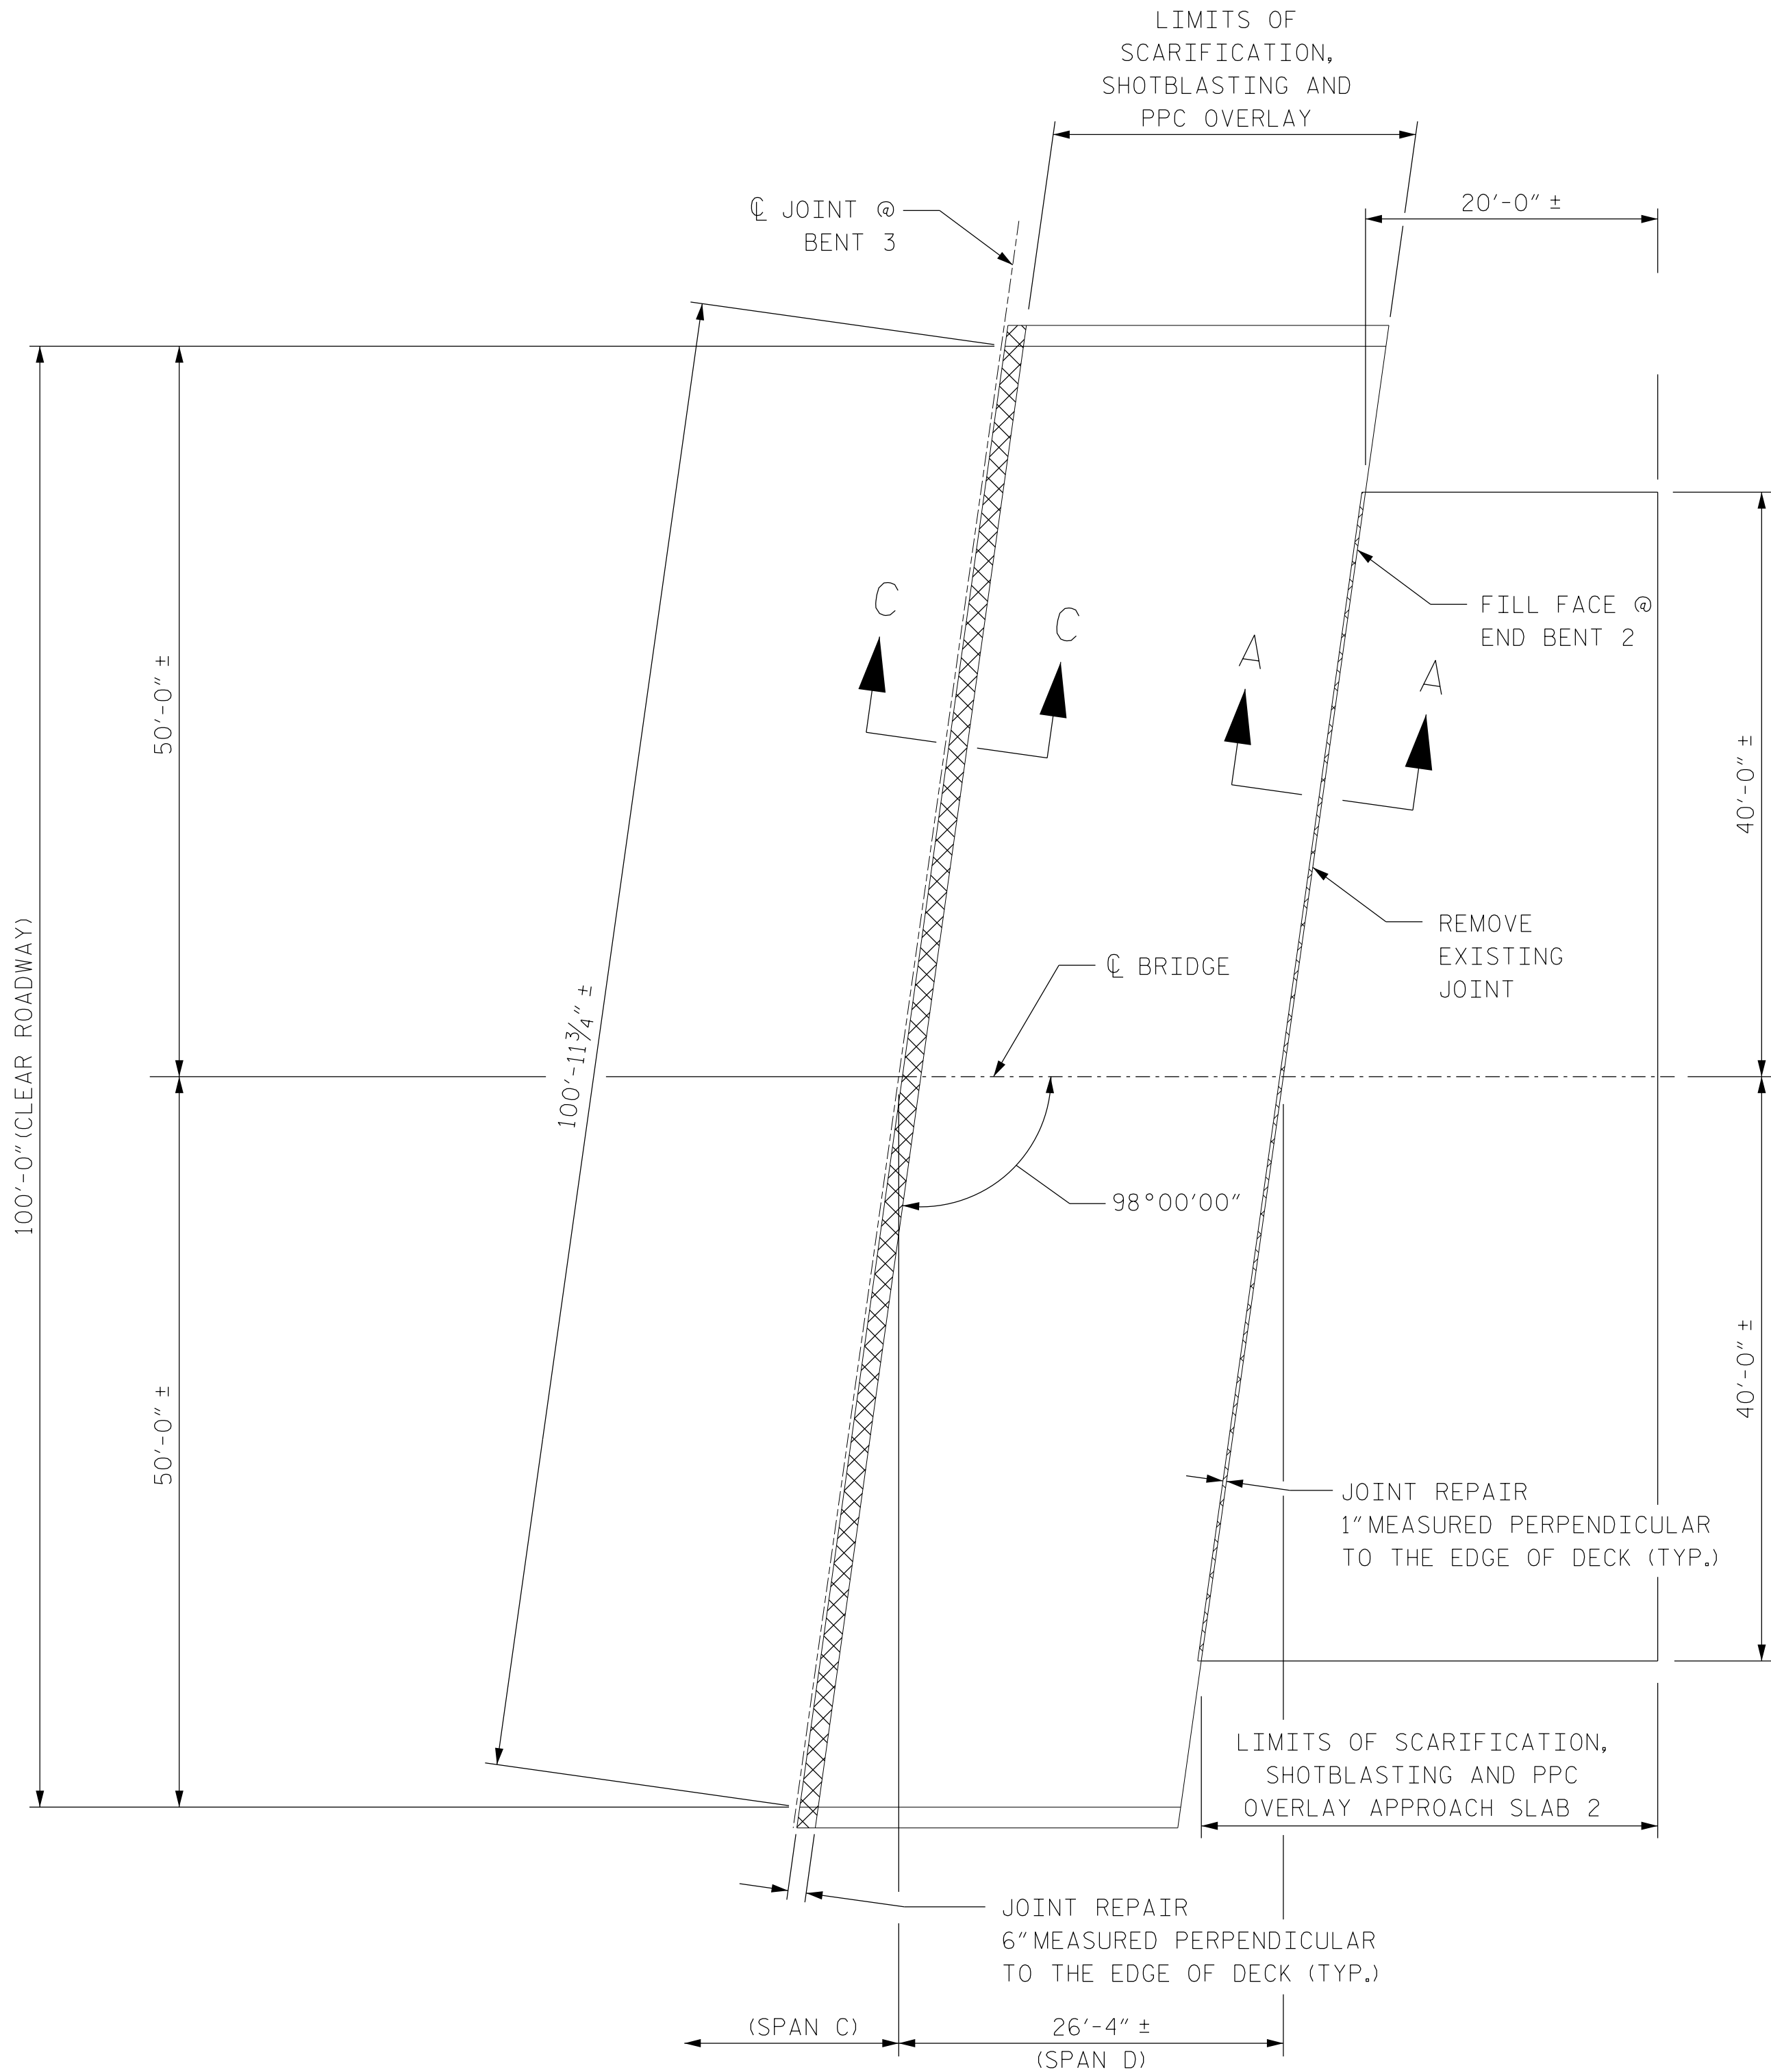 LIMITS OF
SCARIFICATION,
SHOTBLASTING AND
PPC OVERLAY
℄ JOINT @
BENT 3
20'-0" ±
FILL FACE @
END BENT 2
C
C
A
A
50'-0" ±
40'-0" ±
REMOVE
EXISTING
JOINT
℄ BRIDGE
100'-0" (CLEAR ROADWAY)
100'-11 3/4" ±
98°00'00"
50'-0" ±
40'-0" ±
JOINT REPAIR
1" MEASURED PERPENDICULAR
TO THE EDGE OF DECK (TYP.)
LIMITS OF SCARIFICATION,
SHOTBLASTING AND PPC
OVERLAY APPROACH SLAB 2
JOINT REPAIR
6" MEASURED PERPENDICULAR
TO THE EDGE OF DECK (TYP.)
(SPAN C)
26'-4" ±
(SPAN D)